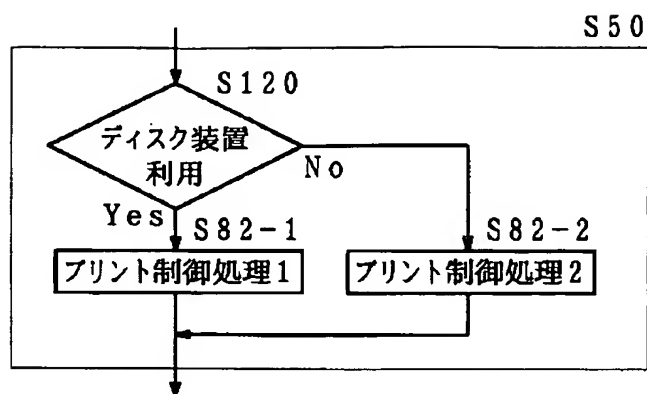 S50
S120
ディスク装置
利用
No
Yes
S82-1
S82-2
プリント制御処理1
プリント制御処理2